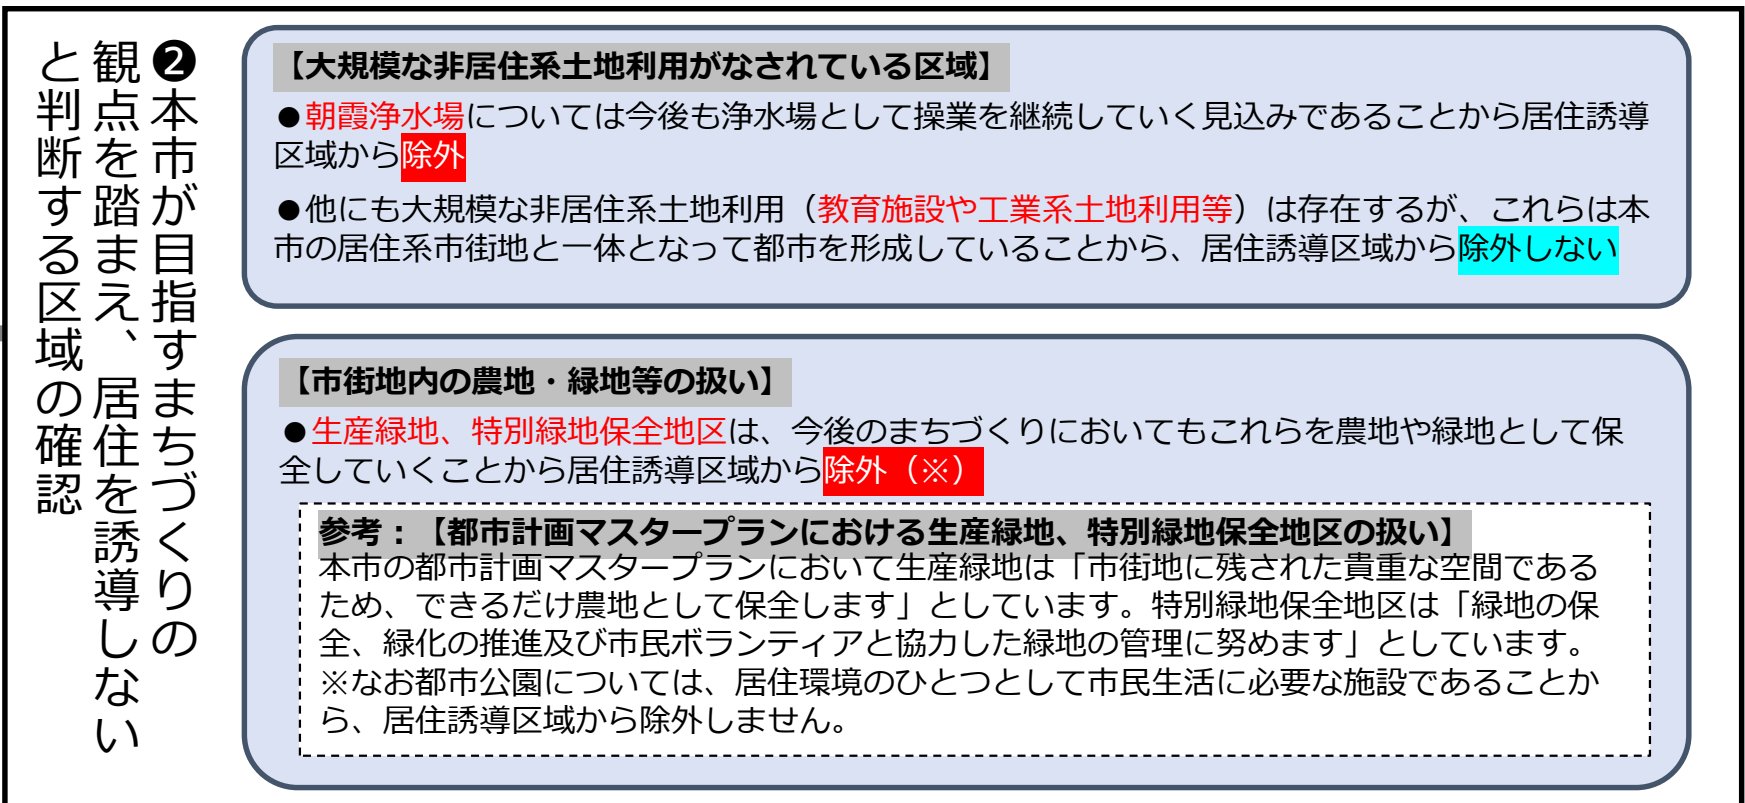 ❷本市が目指すまちづくりの
観点を踏まえ、居住を誘導しない
と判断する区域の確認
【大規模な非居住系土地利用がなされている区域】
●朝霞浄水場については今後も浄水場として操業を継続していく見込みであることから居住誘導
区域から除外
●他にも大規模な非居住系土地利用（教育施設や工業系土地利用等）は存在するが、これらは本
市の居住系市街地と一体となって都市を形成していることから、居住誘導区域から除外しない
【市街地内の農地・緑地等の扱い】
●生産緑地、特別緑地保全地区は、今後のまちづくりにおいてもこれらを農地や緑地として保
全していくことから居住誘導区域から除外（※）
参考：【都市計画マスタープランにおける生産緑地、特別緑地保全地区の扱い】
本市の都市計画マスタープランにおいて生産緑地は「市街地に残された貴重な空間である
ため、できるだけ農地として保全します」としています。特別緑地保全地区は「緑地の保
全、緑化の推進及び市民ボランティアと協力した緑地の管理に努めます」としています。
※なお都市公園については、居住環境のひとつとして市民生活に必要な施設であることか
ら、居住誘導区域から除外しません。